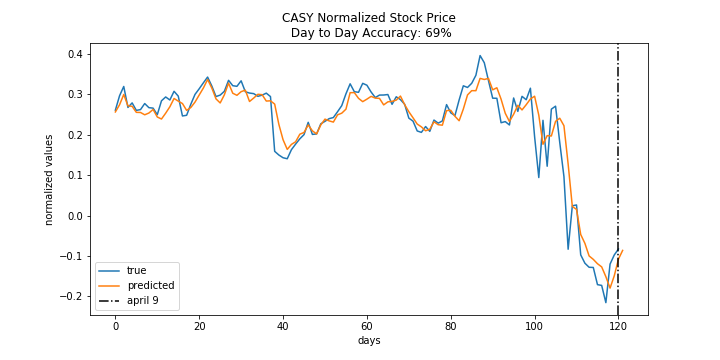 CASY Normalized Stock Price
Day to Day Accuracy: 69%
normalized values
0.4
0.3
0.2
0.1
0.0
−0.1
−0.2
true
predicted
april 9
0 20 40 60 80 100 120
days